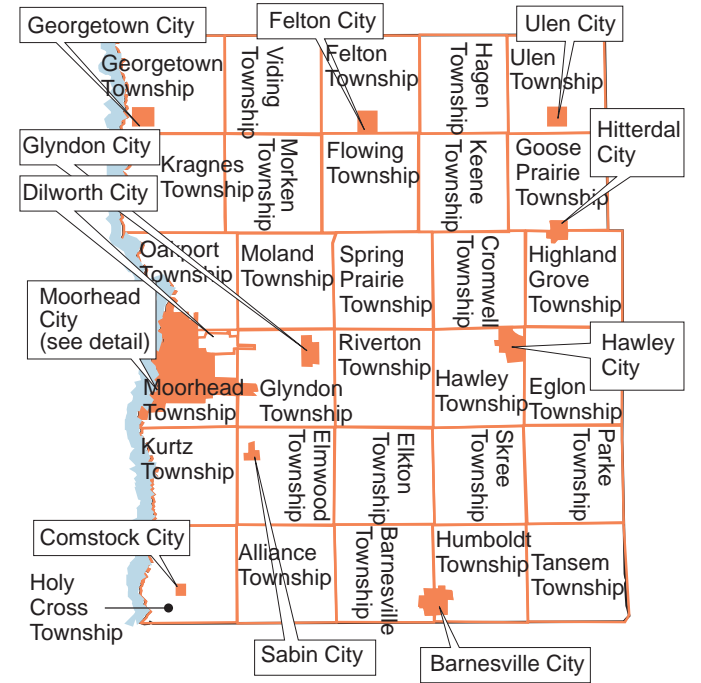 Georgetown City
Felton City
Ulen City
Georgetown
Township
Viding
Township
Felton
Township
Hagen
Township
Ulen
Township
Hitterdal
City
Glyndon City
Dilworth City
Kragnes
Township
Morken
Township
Flowing
Township
Keene
Township
Goose
Prairie
Township
Oakport
Township
Moland
Township
Spring
Prairie
Township
Cromwell
Township
Highland
Grove
Township
Moorhead
City
(see detail)
Riverton
Township
Hawley
City
Moorhead
Township
Glyndon
Township
Hawley
Township
Eglon
Township
Kurtz
Township
Elmwood
Township
Elkton
Township
Skree
Township
Parke
Township
Comstock City
Holy
Cross
Township
Alliance
Township
Barnesville
Township
Humboldt
Township
Tansem
Township
Sabin City
Barnesville City